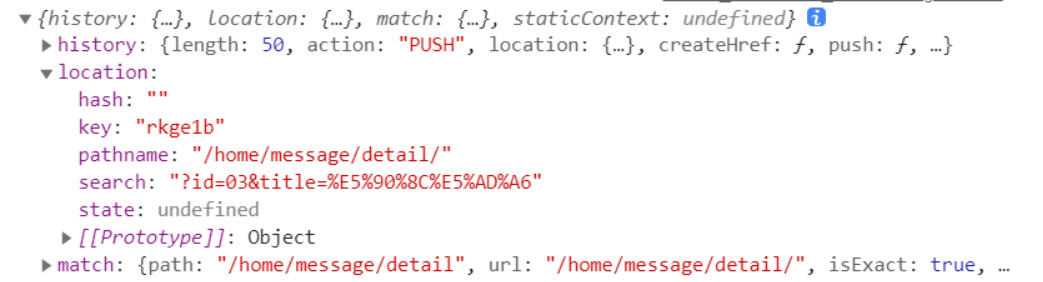 ▼{history: {…}, location: {…}, match: {…}, staticContext: undefined} i
▶history: {length: 50, action: "PUSH", location: {…}, createHref: ƒ, push: ƒ, …}
▼location:
hash: ""
key: "rkge1b"
pathname: "/home/message/detail/"
search: "?id=03&title=%E5%90%8C%E5%AD%A6"
state: undefined
▶[[Prototype]]: Object
▶match: {path: "/home/message/detail", url: "/home/message/detail/", isExact: true, …